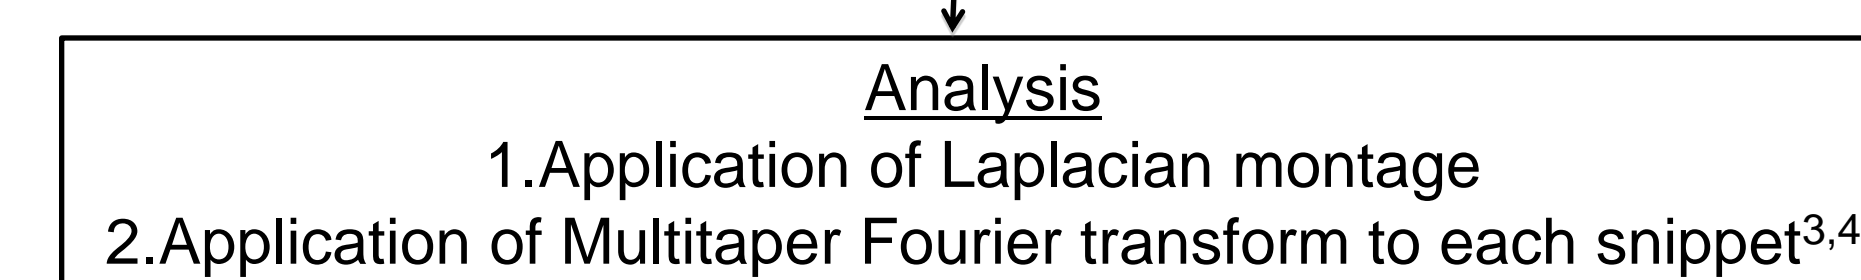 Analysis
1.Application of Laplacian montage
2.Application of Multitaper Fourier transform to each snippet3,4